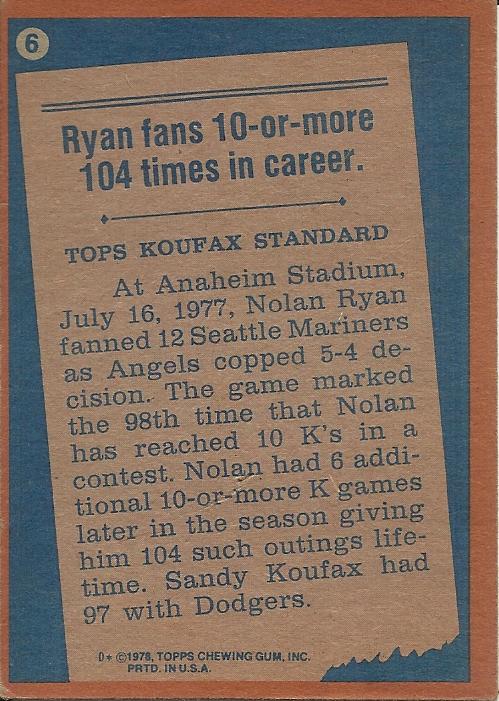 6
Ryan fans 10-or-more
104 times in career.
TOPS KOUFAX STANDARD
At Anaheim Stadium,
July 16, 1977, Nolan Ryan
fanned 12 Seattle Mariners
as Angels copped 5-4 de-
cision. The game marked
the 98th time that Nolan
has reached 10 K's in a
contest. Nolan had 6 addi-
tional 10-or-more K games
later in the season giving
him 104 such outings life-
time. Sandy Koufax had
97 with Dodgers.
D* ©1978, TOPPS CHEWING GUM, INC.
PRTD. IN U.S.A.